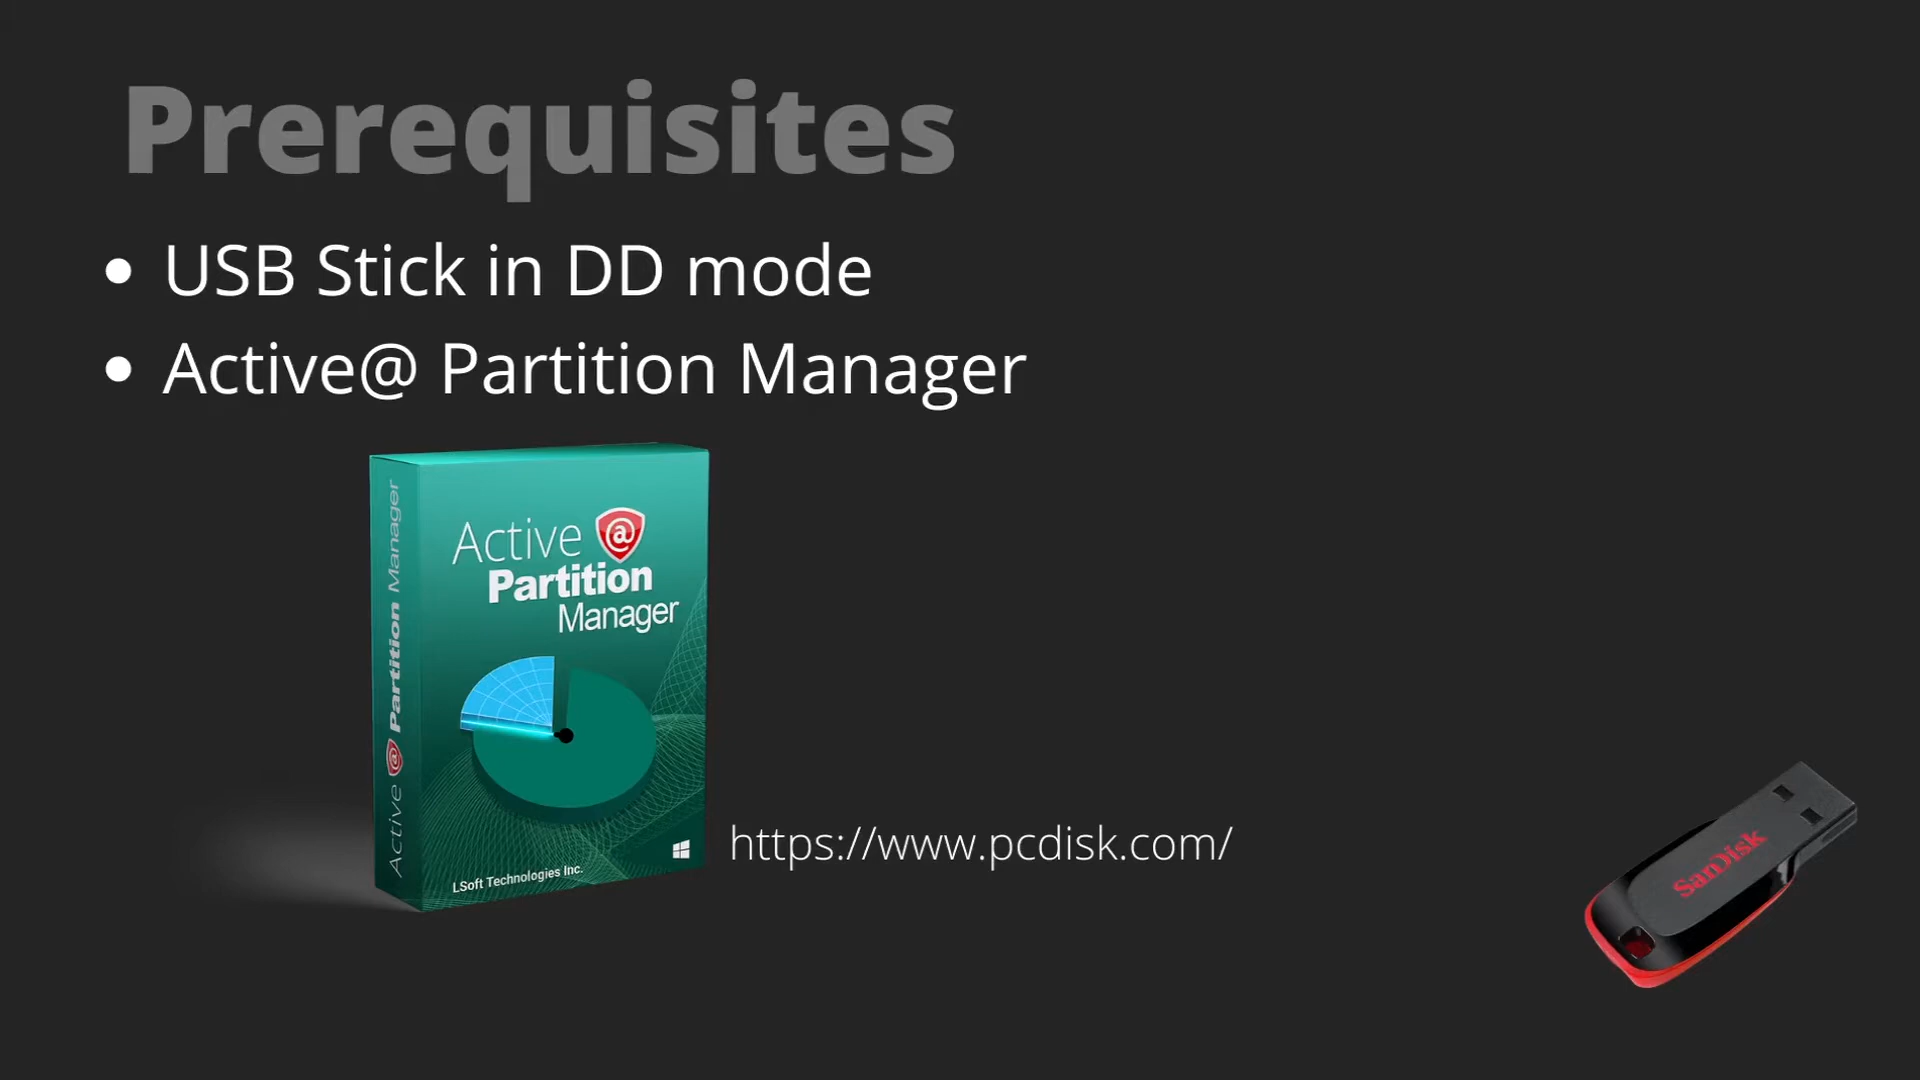 Prerequisites
• USB Stick in DD mode
• Active@ Partition Manager
Active @
Partition
Manager
Active @ Partition Manager
LSoft Technologies Inc.
https://www.pcdisk.com/
SanDisk